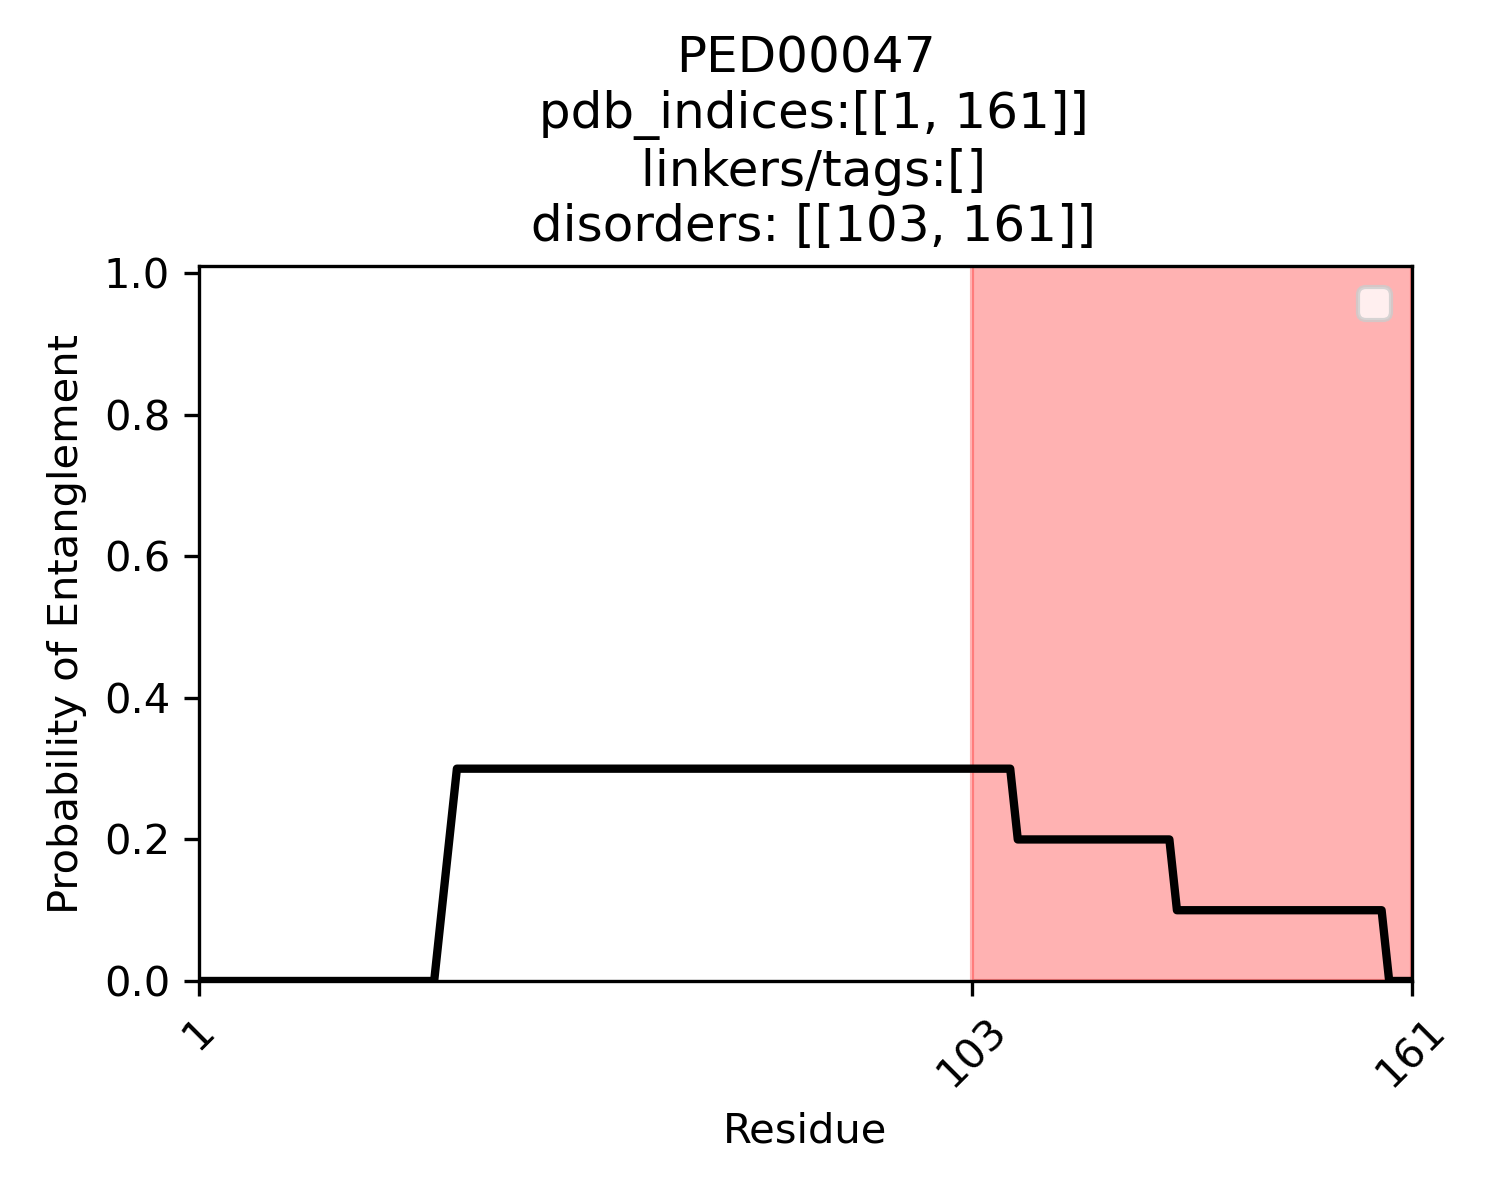 PED00047
pdb_indices:[[1, 161]]
linkers/tags:[]
disorders: [[103, 161]]
1.0
0.8
0.6
0.4
0.2
0.0
Probability of Entanglement
1
103
161
Residue